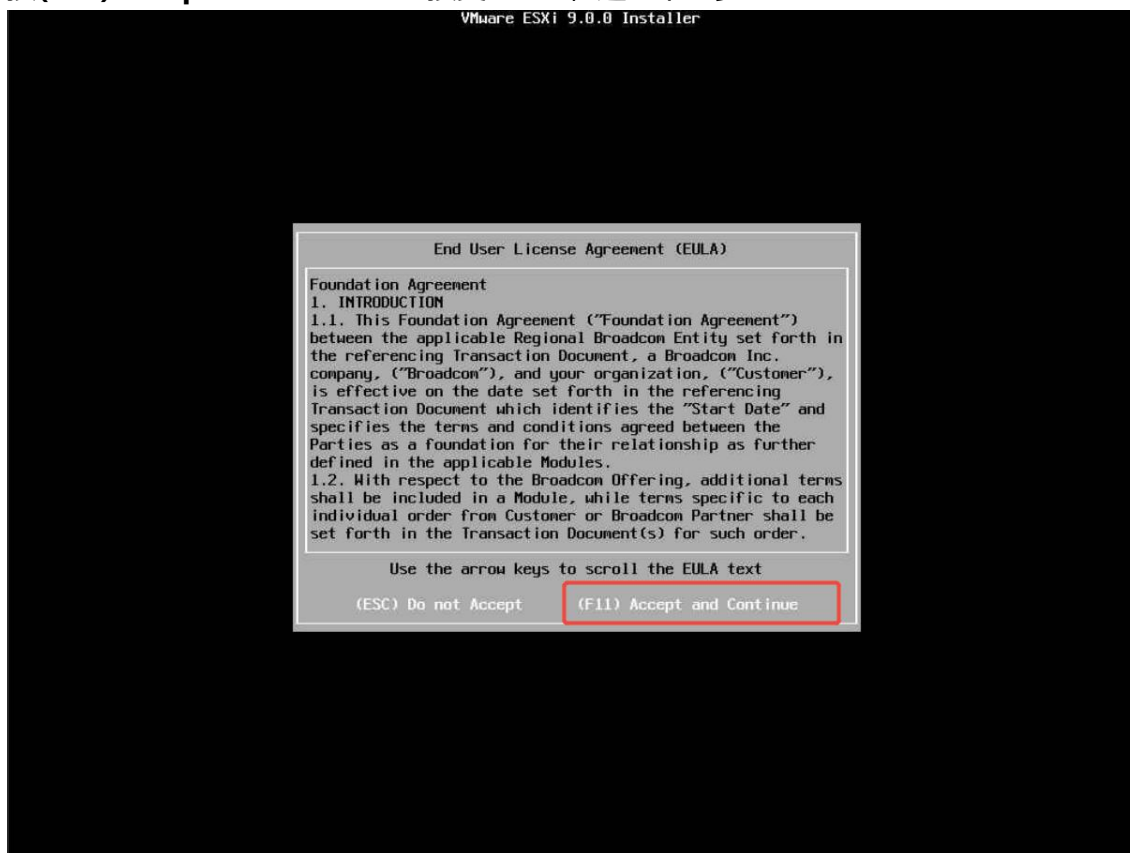 VMware ESXi 9.0.0 Installer
End User License Agreement (EULA)
Foundation Agreement
1. INTRODUCTION
1.1. This Foundation Agreement ("Foundation Agreement")
between the applicable Regional Broadcom Entity set forth in
the referencing Transaction Document, a Broadcom Inc.
company, ("Broadcom"), and your organization, ("Customer"),
is effective on the date set forth in the referencing
Transaction Document which identifies the "Start Date" and
specifies the terms and conditions agreed between the
Parties as a foundation for their relationship as further
defined in the applicable Modules.
1.2. With respect to the Broadcom Offering, additional terms
shall be included in a Module, while terms specific to each
individual order from Customer or Broadcom Partner shall be
set forth in the Transaction Document(s) for such order.
Use the arrow keys to scroll the EULA text
(ESC) Do not Accept (F11) Accept and Continue